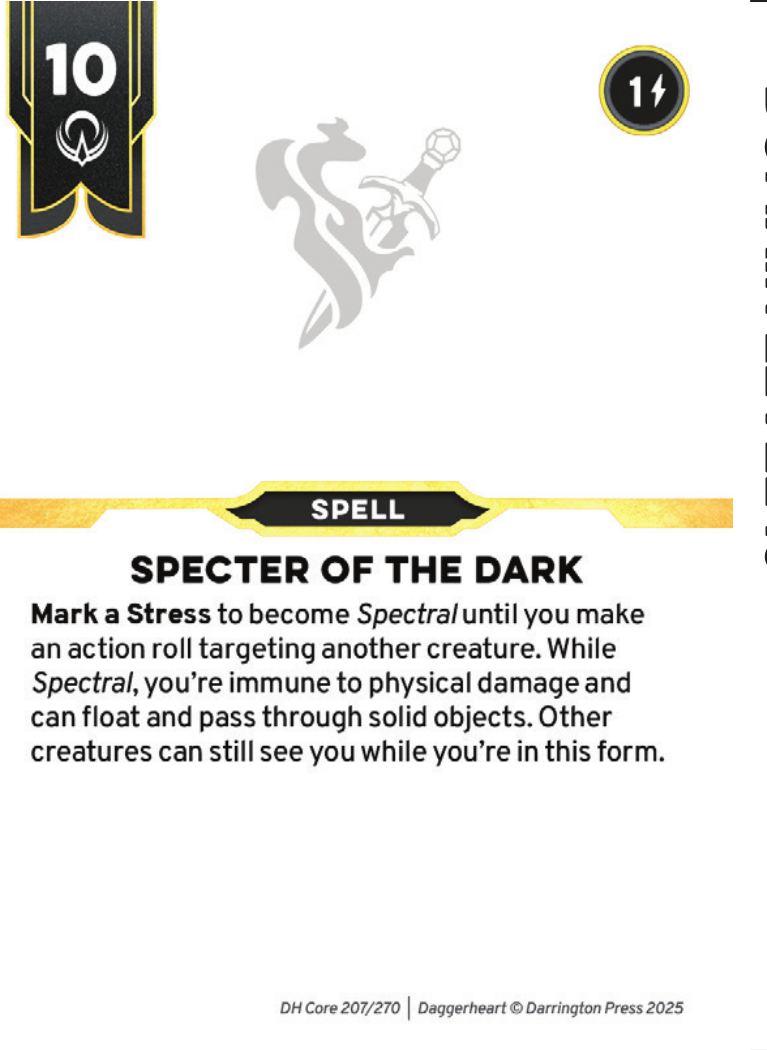 10
1
SPELL
SPECTER OF THE DARK
Mark a Stress to become Spectral until you make
an action roll targeting another creature. While
Spectral, you're immune to physical damage and
can float and pass through solid objects. Other
creatures can still see you while you're in this form.
DH Core 207/270 | Daggerheart © Darrington Press 2025